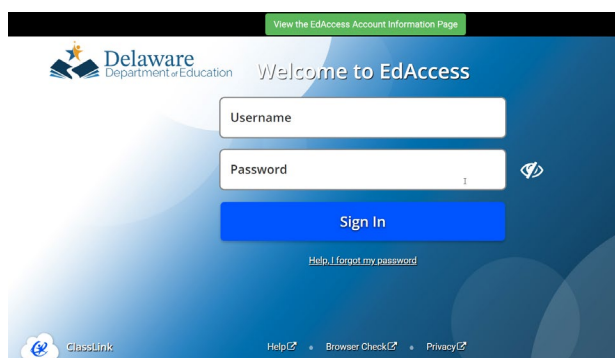 View the EdAccess Account Information Page
Delaware
Department of Education
Welcome to EdAccess
Username
Password
Sign In
Help, I forgot my password
ClassLink
Help • Browser Check • Privacy